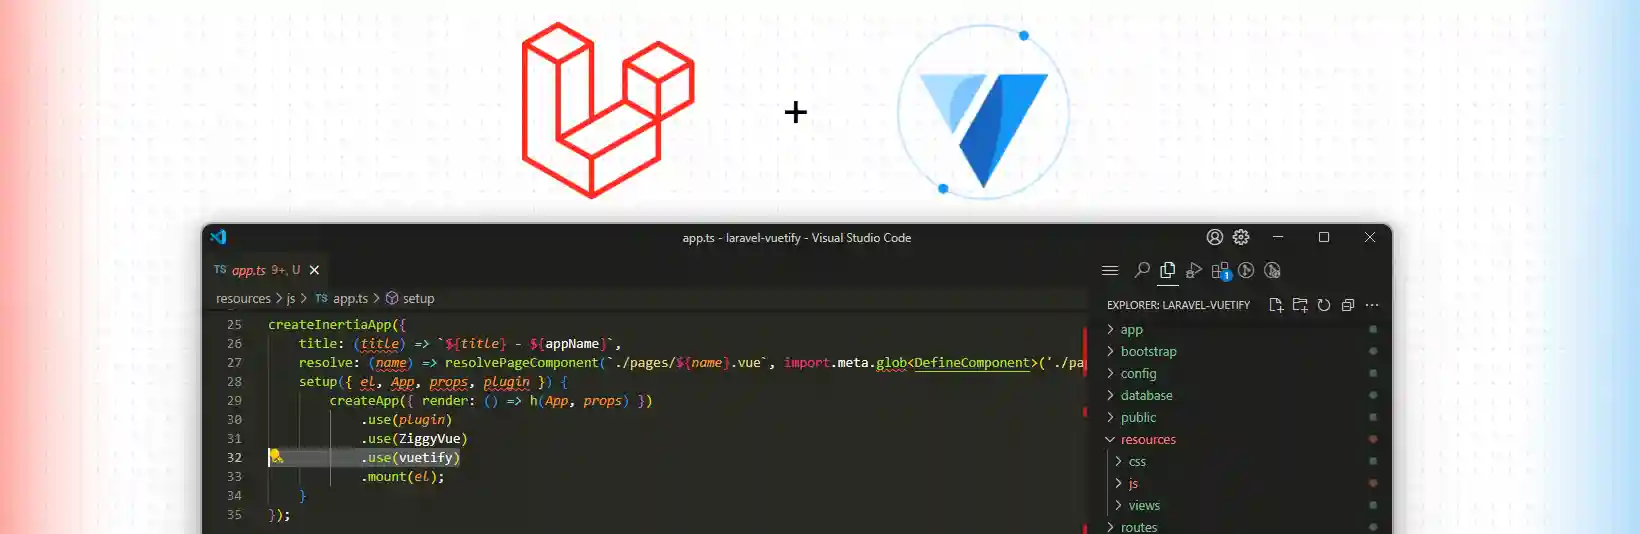 +
app.ts - laravel-vuetify - Visual Studio Code
TS app.ts 9+, U
1
resources > js > TS app.ts > setup
EXPLORER: LARAVEL-VUETIFY
25 createInertiaApp({
26 title: (title) => `${title} - ${appName}`,
27 resolve: (name) => resolvePageComponent(`./pages/${name}.vue`, import.meta.glob<DefineComponent>('./pa
28 setup({ el, App, props, plugin }) {
29 createApp({ render: () => h(App, props) })
30 .use(plugin)
31 .use(ZiggyVue)
32 .use(vuetify)
33 .mount(el);
34 }
35 });
app
bootstrap
config
database
public
resources
css
js
views
routes